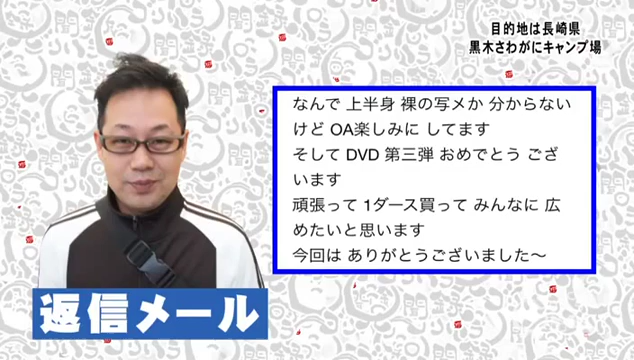 目的地は長崎県
黒木さわがにキャンプ場
なんで 上半身 裸の写メか 分からない
けど OA楽しみに してます
そして DVD 第三弾 おめでとう ござ
います
頑張って 1ダース買って みんなに 広
めたいと思います
今回は ありがとうございました〜
返信メール